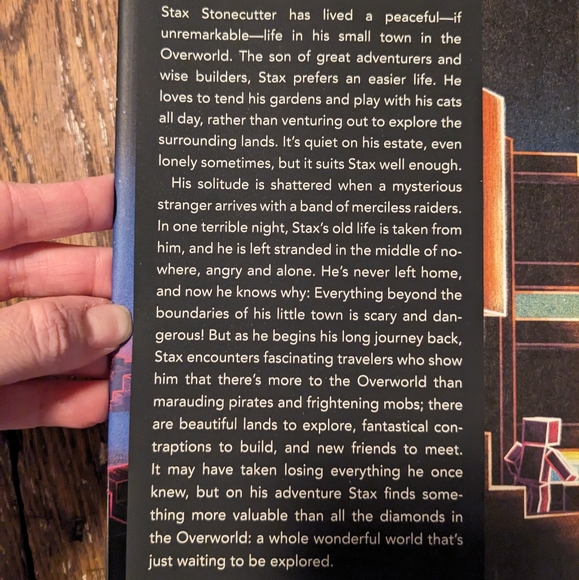 Stax Stonecutter has lived a peaceful—if
unremarkable—life in his small town in the
Overworld. The son of great adventurers and
wise builders, Stax prefers an easier life. He
loves to tend his gardens and play with his cats
all day, rather than venturing out to explore the
surrounding lands. It's quiet on his estate, even
lonely sometimes, but it suits Stax well enough.
His solitude is shattered when a mysterious
stranger arrives with a band of merciless raiders.
In one terrible night, Stax's old life is taken from
him, and he is left stranded in the middle of no-
where, angry and alone. He's never left home,
and now he knows why: Everything beyond the
boundaries of his little town is scary and dan-
gerous! But as he begins his long journey back,
Stax encounters fascinating travelers who show
him that there's more to the Overworld than
marauding pirates and frightening mobs; there
are beautiful lands to explore, fantastical con-
traptions to build, and new friends to meet.
It may have taken losing everything he once
knew, but on his adventure Stax finds some-
thing more valuable than all the diamonds in
the Overworld: a whole wonderful world that's
just waiting to be explored.